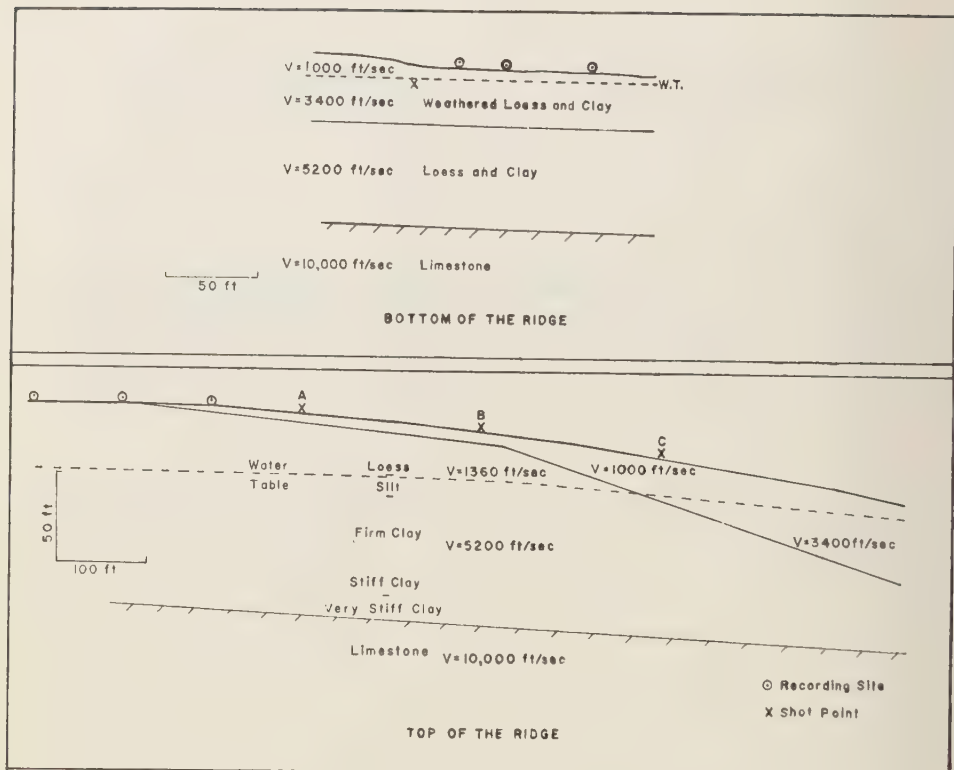 V=1000 ft/sec
W.T.
V=3400 ft/sec Weathered Loess and Clay
V=5200 ft/sec Loess and Clay
V=10,000 ft/sec Limestone
50 ft
BOTTOM OF THE RIDGE
A
B
C
Water Loess V=1360 ft/sec V=1000 ft/sec
Table Silt
50 ft
Firm Clay V=5200 ft/sec V=3400ft/sec
100 ft
Stiff Clay
Very Stiff Clay
Limestone V=10,000 ft/sec
Recording Site
X Shot Point
TOP OF THE RIDGE